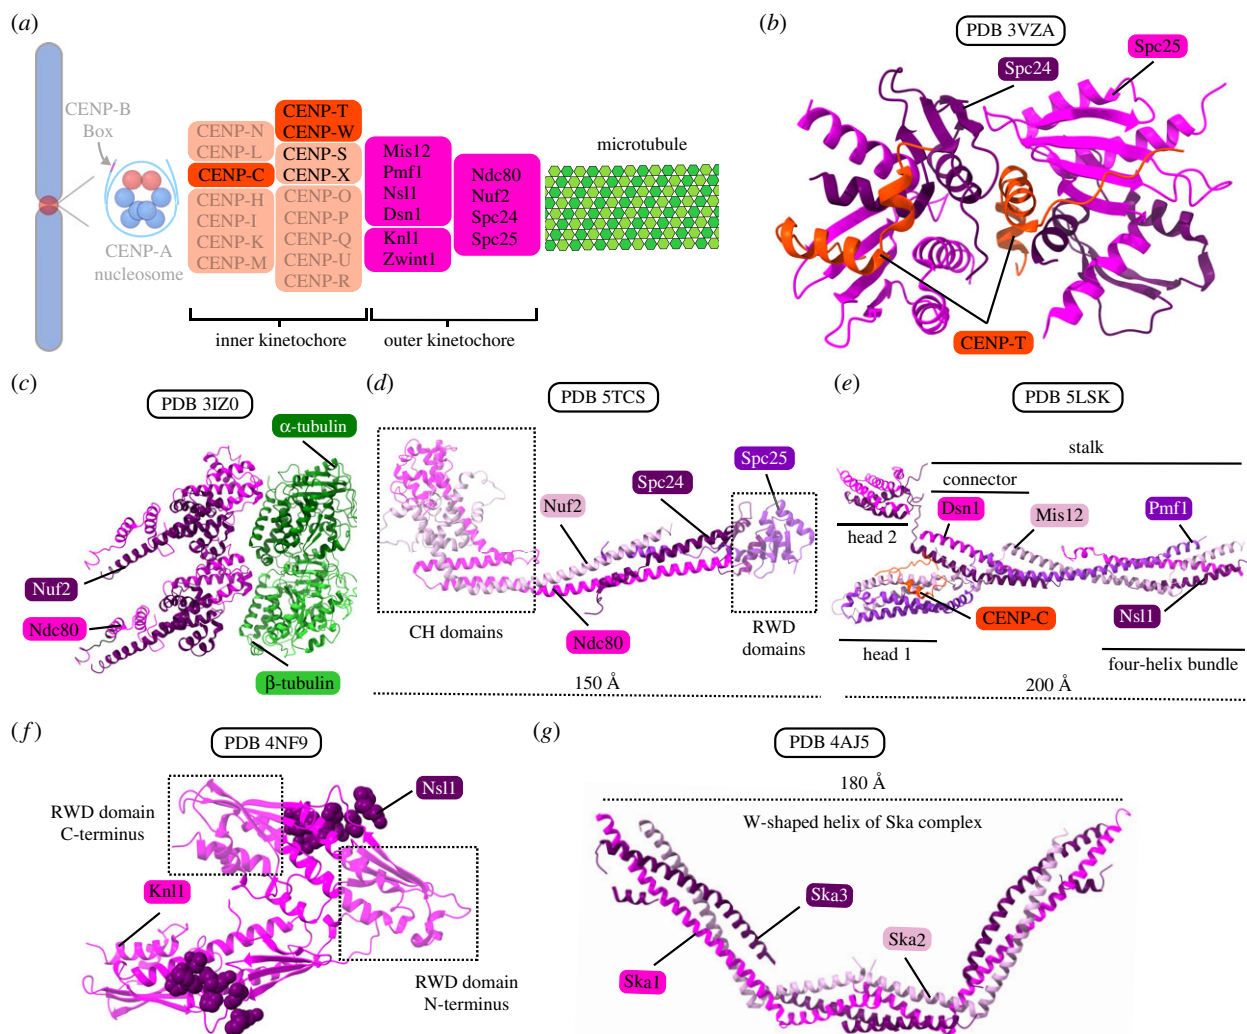 (a)
CENP-B
Box
CENP-A
nucleosome
CENP-N
CENP-L
CENP-C
CENP-H
CENP-I
CENP-K
CENP-M
CENP-T
CENP-W
CENP-S
CENP-X
CENP-O
CENP-P
CENP-Q
CENP-U
CENP-R
Mis12
Pmf1
Nsl1
Dsn1
Knl1
Zwint1
Ndc80
Nuf2
Spc24
Spc25
microtubule
inner kinetochore
outer kinetochore
(b)
PDB 3VZA
Spc24
Spc25
CENP-T
(c)
PDB 3IZ0
α-tubulin
Nuf2
Ndc80
β-tubulin
(d)
PDB 5TCS
Spc25
Spc24
Nuf2
CH domains
Ndc80
RWD
domains
150 Å
(e)
PDB 5LSK
stalk
connector
Dsn1
Mis12
Pmf1
head 2
CENP-C
Nsl1
head 1
four-helix bundle
200 Å
(f)
PDB 4NF9
Nsl1
RWD domain
C-terminus
Knl1
RWD domain
N-terminus
(g)
PDB 4AJ5
180 Å
W-shaped helix of Ska complex
Ska3
Ska2
Ska1